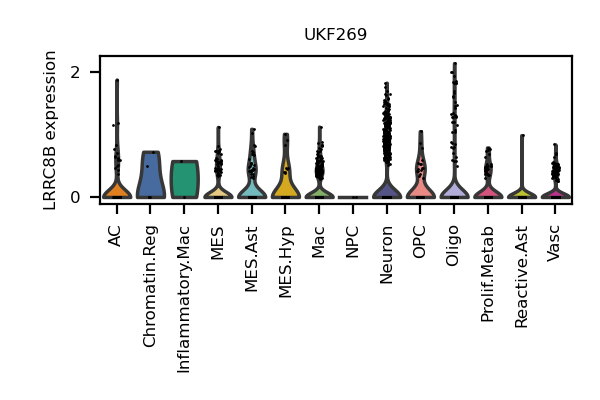 UKF269
LRRC8B expression
2
0
AC
Chromatin.Reg
Inflammatory.Mac
MES
MES.Ast
MES.Hyp
Mac
NPC
Neuron
OPC
Oligo
Prolif.Metab
Reactive.Ast
Vasc